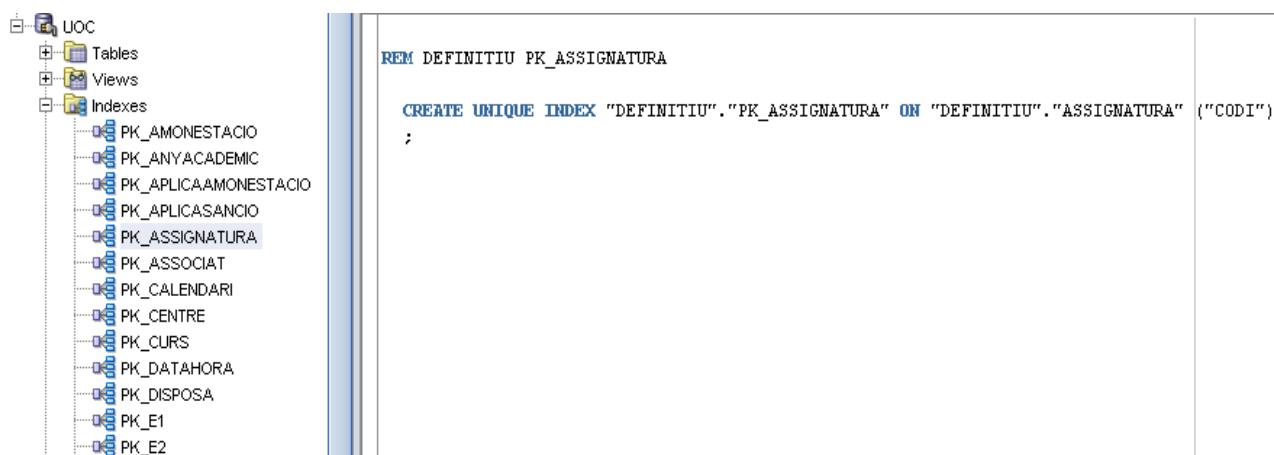 UOC
Tables
Views
Indexes
PK_AMONESTACIO
PK_ANYACADEMIC
PK_APLICAAMONESTACIO
PK_APLICASANCIO
PK_ASSIGNATURA
PK_ASSOCIAT
PK_CALENDARI
PK_CENTRE
PK_CURS
PK_DATAHORA
PK_DISPOSA
PK_E1
PK_E2
REM DEFINITIU PK_ASSIGNATURA
CREATE UNIQUE INDEX "DEFINITIU"."PK_ASSIGNATURA" ON "DEFINITIU"."ASSIGNATURA" ("CODI")
;